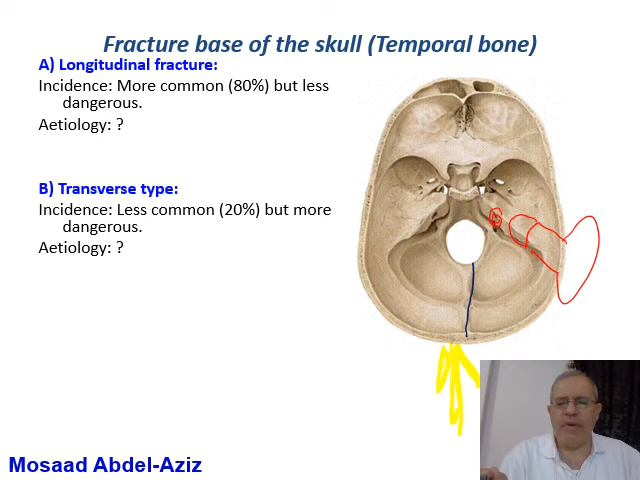 Fracture base of the skull (Temporal bone)
A) Longitudinal fracture:
Incidence: More common (80%) but less
dangerous.
Aetiology: ?
B) Transverse type:
Incidence: Less common (20%) but more
dangerous.
Aetiology: ?
Mosaad Abdel-Aziz